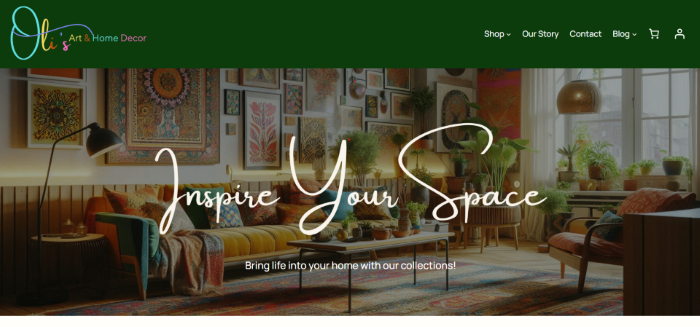 Oli's Art & Home Decor
Shop Our Story Contact Blog
Inspire Your Space
Bring life into your home with our collections!